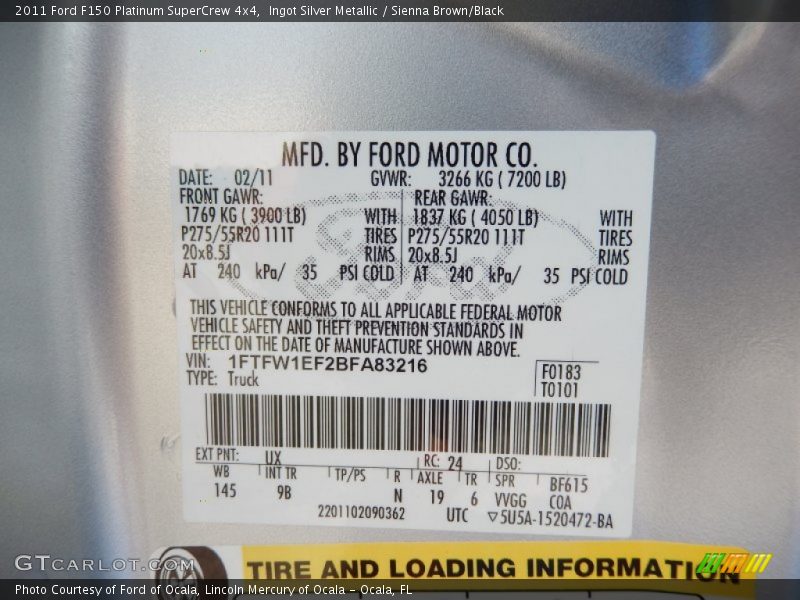 2011 Ford F150 Platinum SuperCrew 4x4,  Ingot Silver Metallic / Sienna Brown/Black
MFD. BY FORD MOTOR CO.
DATE: 02/11 GVWR: 3266 KG ( 7200 LB)
FRONT GAWR: REAR GAWR:
1769 KG ( 3900 LB) WITH 1837 KG ( 4050 LB) WITH
P275/55R20 111T TIRES P275/55R20 111T TIRES
20x8.5J RIMS 20x8.5J RIMS
AT 240 kPa/ 35 PSI COLD AT 240 kPa/ 35 PSI COLD
THIS VEHICLE CONFORMS TO ALL APPLICABLE FEDERAL MOTOR
VEHICLE SAFETY AND THEFT PREVENTION STANDARDS IN
EFFECT ON THE DATE OF MANUFACTURE SHOWN ABOVE.
VIN: 1FTFW1EF2BFA83216
TYPE: Truck
F0183
T0101
EXT PNT: UX RC: 24 DSO:
WB INT TR TP/PS R AXLE TR SPR BF615
145 9B N 19 6 VVGG COA
2201102090362 UTC ▽5U5A-1520472-BA
TIRE AND LOADING INFORMATION
GTCARLOT.COM
Photo Courtesy of Ford of Ocala, Lincoln Mercury of Ocala - Ocala, FL